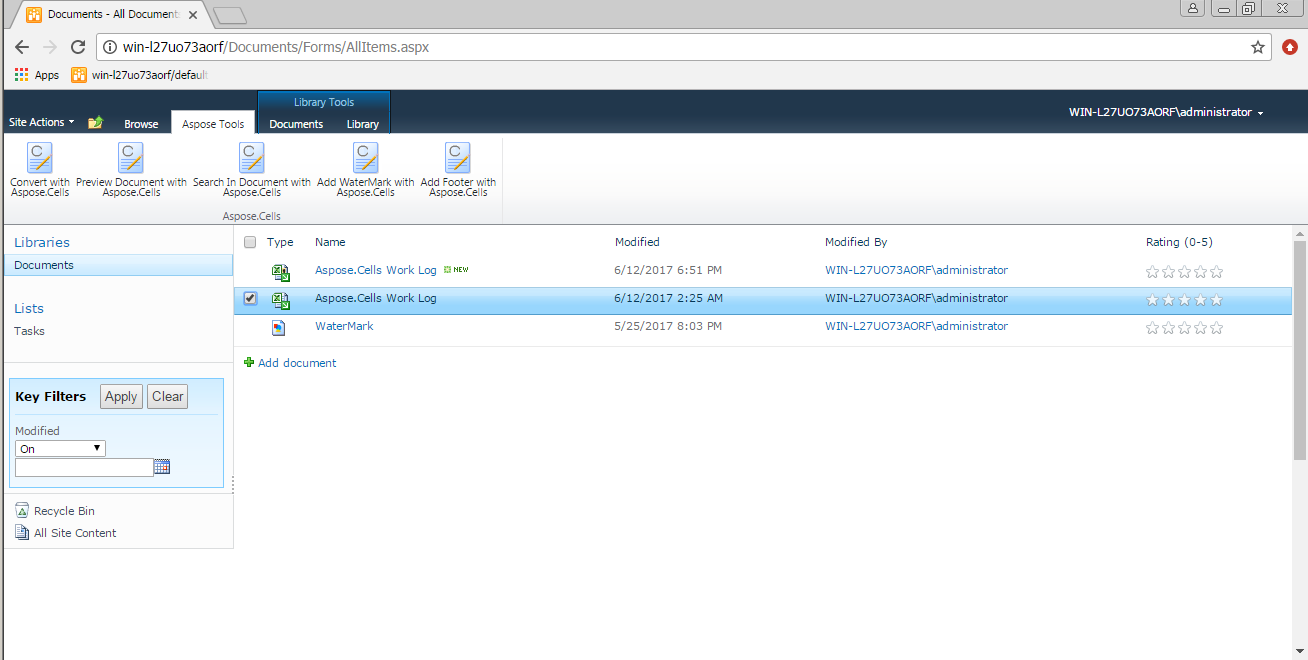 Documents - All Document
win-l27uo73aorf/Documents/Forms/AllItems.aspx
Apps win-l27uo73aorf/default
Library Tools
Site Actions Browse Aspose Tools Documents Library WIN-L27UO73AORF\administrator
C C C C C
Convert with Preview Document with Search In Document with Add WaterMark with Add Footer with
Aspose.Cells Aspose.Cells Aspose.Cells Aspose.Cells Aspose.Cells
Aspose.Cells
Libraries
Documents
Lists
Tasks
Key Filters Apply Clear
Modified
On
Recycle Bin
All Site Content
Type Name Modified Modified By Rating (0-5)
Aspose.Cells Work Log NEW 6/12/2017 6:51 PM WIN-L27UO73AORF\administrator
Aspose.Cells Work Log 6/12/2017 2:25 AM WIN-L27UO73AORF\administrator
WaterMark 5/25/2017 8:03 PM WIN-L27UO73AORF\administrator
Add document